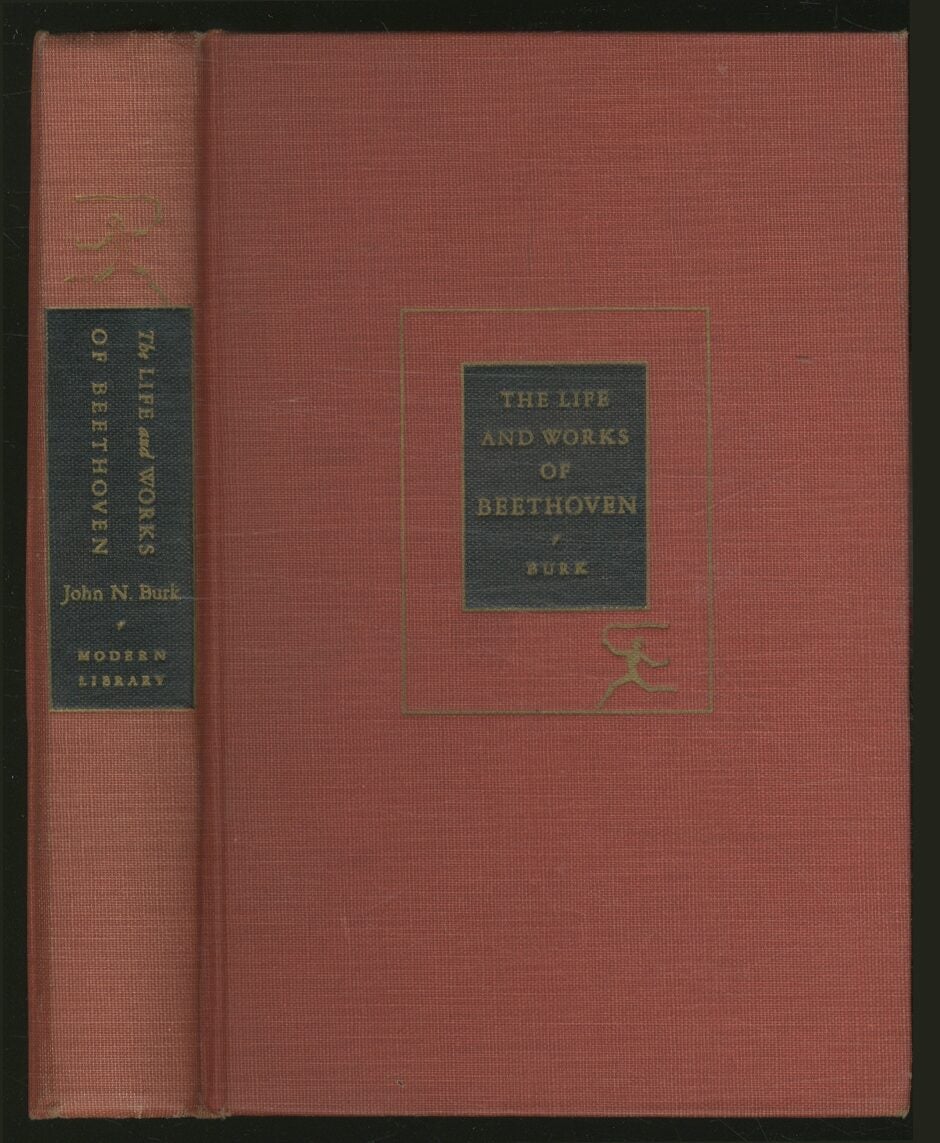 The LIFE and WORKS
OF BEETHOVEN
John N. Burk
MODERN
LIBRARY
THE LIFE
AND WORKS
OF
BEETHOVEN
BURK